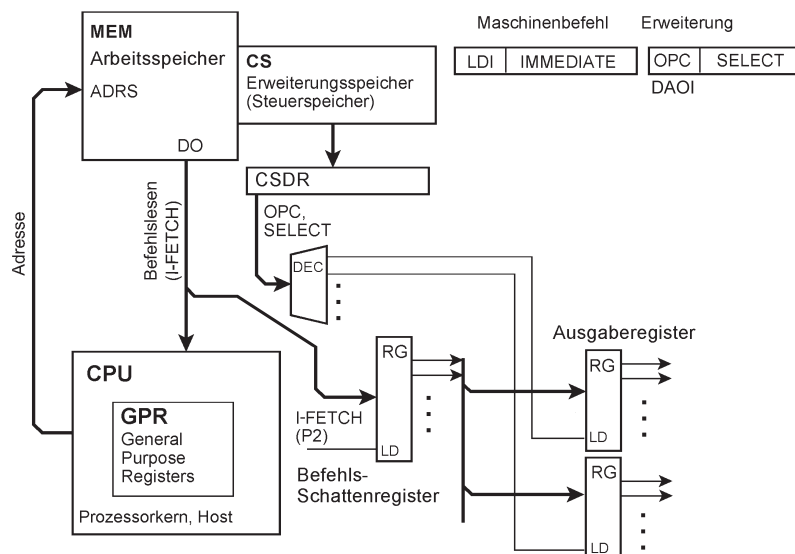 Maschinenbefehl
Erweiterung
MEM
Arbeitsspeicher
ADRS
DO
CS
Erweiterungsspeicher
(Steuerspeicher)
LDI
IMMEDIATE
OPC
SELECT
DAOI
CSDR
OPC,
SELECT
DEC
Adresse
Befehlslesen
(I-FETCH)
Ausgaberegister
RG
LD
RG
LD
RG
I-FETCH
(P2)
LD
Befehls-
Schattenregister
CPU
GPR
General
Purpose
Registers
Prozessorkern, Host